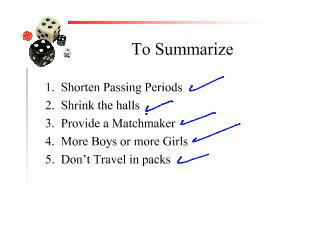 To Summarize
1. Shorten Passing Periods
2. Shrink the halls
3. Provide a Matchmaker
4. More Boys or more Girls
5. Don't Travel in packs